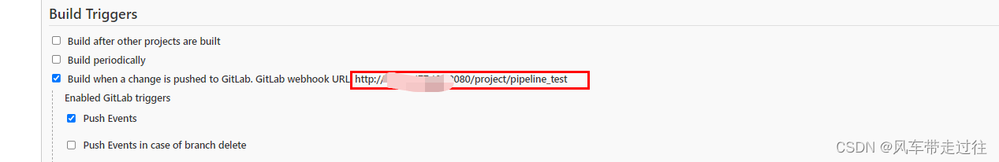 Build Triggers
Build after other projects are built
Build periodically
Build when a change is pushed to GitLab. GitLab webhook URL: http://080/project/pipeline_test
Enabled GitLab triggers
Push Events
Push Events in case of branch delete
CSDN @风车带走过往